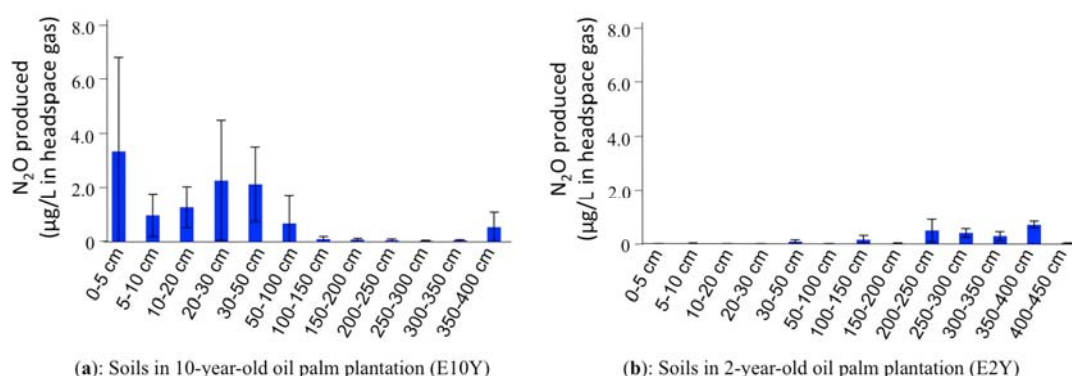 8.0
6.0
4.0
2.0
0
N₂O produced
(µg/L in headspace gas)
0-5 cm
5-10 cm
10-20 cm
20-30 cm
30-50 cm
50-100 cm
100-150 cm
150-200 cm
200-250 cm
250-300 cm
300-350 cm
350-400 cm
(a): Soils in 10-year-old oil palm plantation (E10Y)
8.0
6.0
4.0
2.0
0
N₂O produced
(µg/L in headspace gas)
0-5 cm
5-10 cm
10-20 cm
20-30 cm
30-50 cm
50-100 cm
100-150 cm
150-200 cm
200-250 cm
250-300 cm
300-350 cm
350-400 cm
400-450 cm
(b): Soils in 2-year-old oil palm plantation (E2Y)